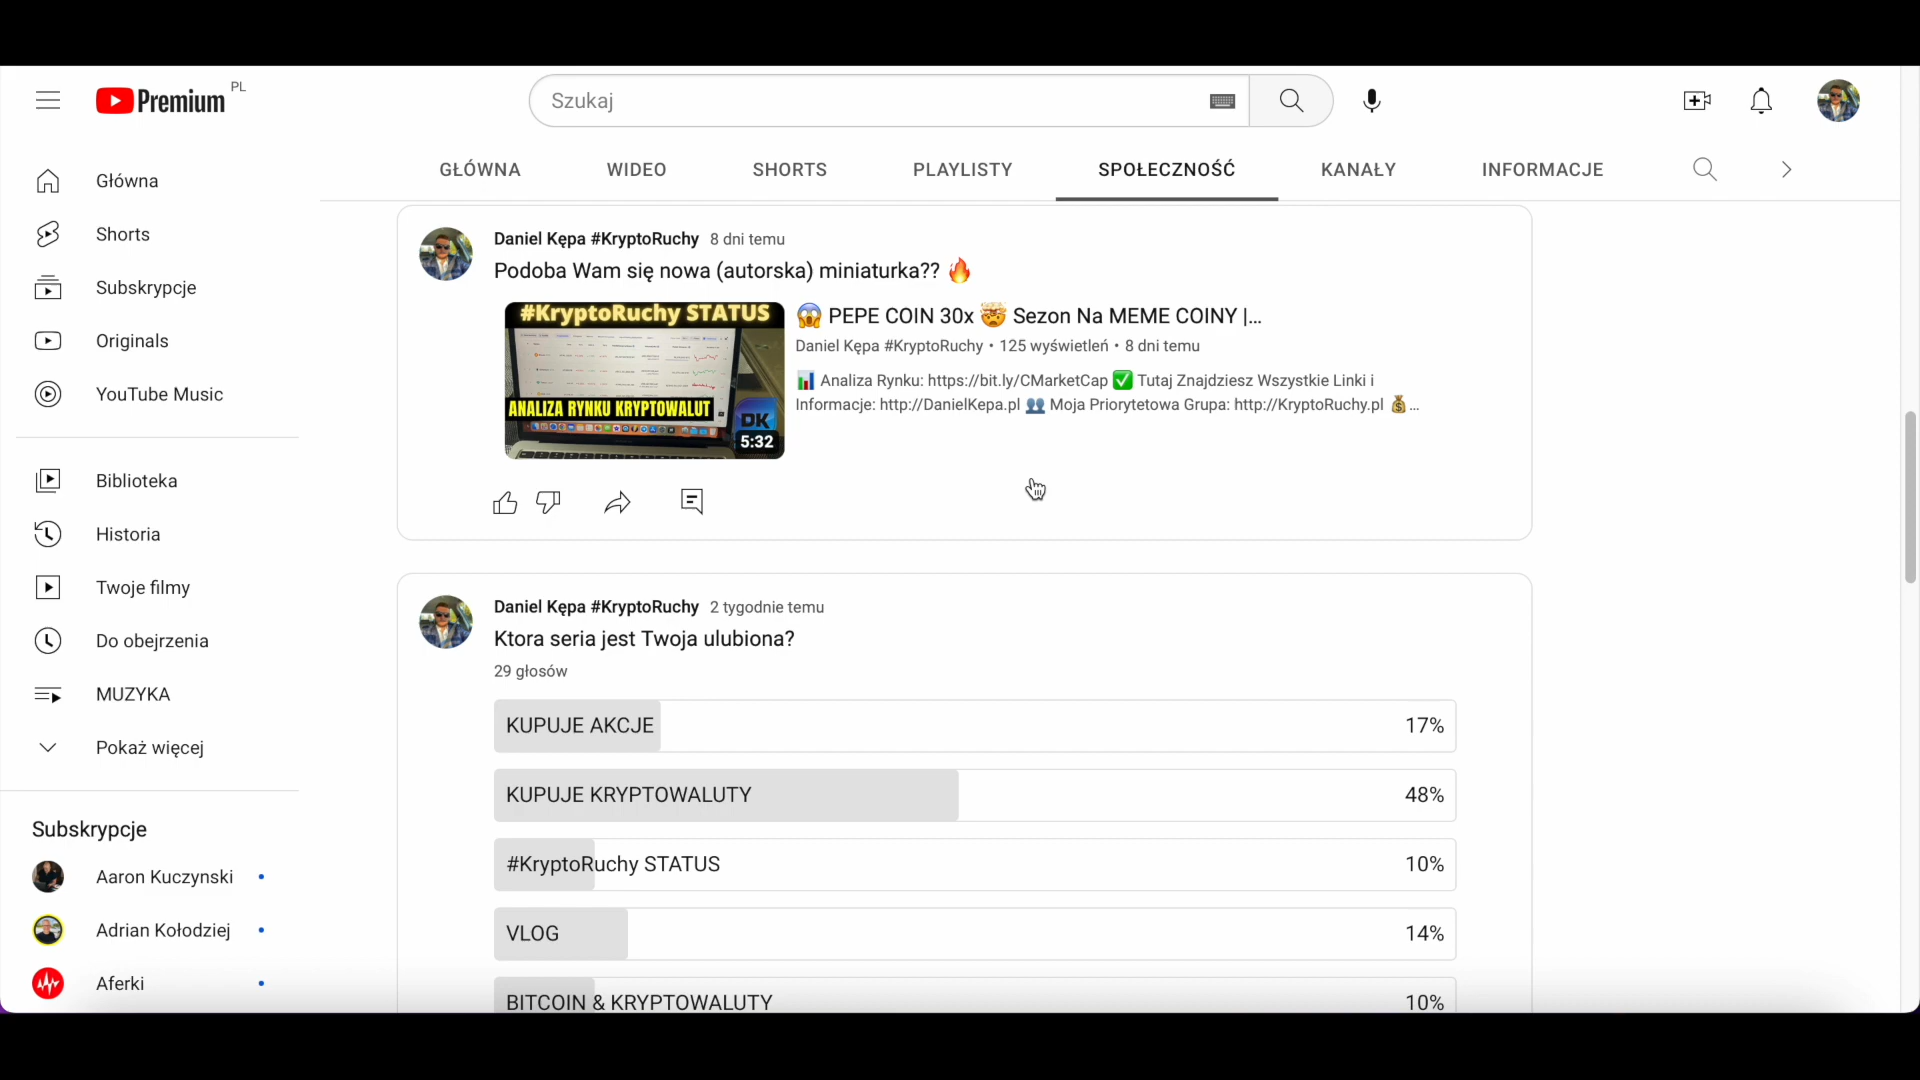 Premium PL
Szukaj
GŁÓWNA WIDEO SHORTS PLAYLISTY SPOŁECZNOŚĆ KANAŁY INFORMACJE
Główna
Shorts
Subskrypcje
Originals
YouTube Music
Biblioteka
Historia
Twoje filmy
Do obejrzenia
MUZYKA
Pokaż więcej
Subskrypcje
Aaron Kuczynski
Adrian Kołodziej
Aferki
Daniel Kępa #KryptoRuchy 8 dni temu
Podoba Wam się nowa (autorska) miniaturka?? 🔥
#KryptoRuchy STATUS
ANALIZA RYNKU KRYPTOWALUT
DK
5:32
😱 PEPE COIN 30x 🤯 Sezon Na MEME COINY |...
Daniel Kępa #KryptoRuchy • 125 wyświetleń • 8 dni temu
📊 Analiza Rynku: https://bit.ly/CMarketCap ✅ Tutaj Znajdziesz Wszystkie Linki i
Informacje: http://DanielKepa.pl 👥 Moja Priorytetowa Grupa: http://KryptoRuchy.pl 💰...
Daniel Kępa #KryptoRuchy 2 tygodnie temu
Ktora seria jest Twoja ulubiona?
29 głosów
KUPUJE AKCJE 17%
KUPUJE KRYPTOWALUTY 48%
#KryptoRuchy STATUS 10%
VLOG 14%
BITCOIN & KRYPTOWALUTY 10%